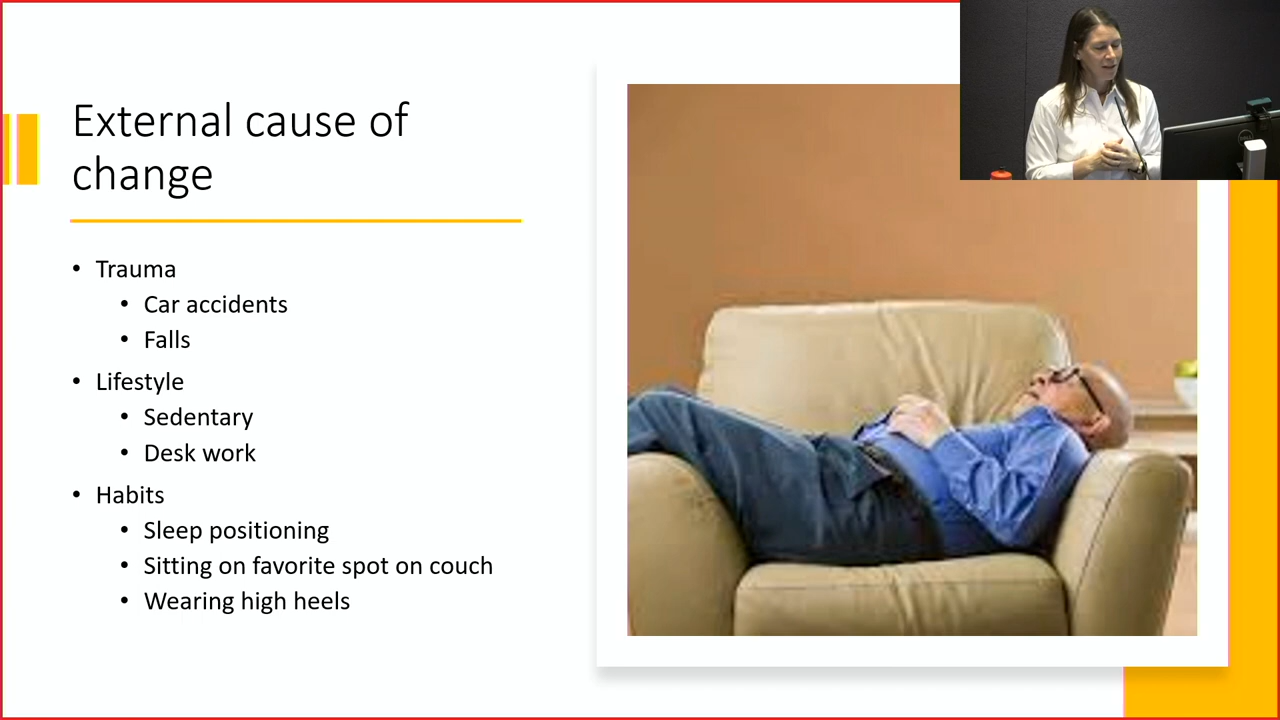 External cause of
change
• Trauma
• Car accidents
• Falls
• Lifestyle
• Sedentary
• Desk work
• Habits
• Sleep positioning
• Sitting on favorite spot on couch
• Wearing high heels